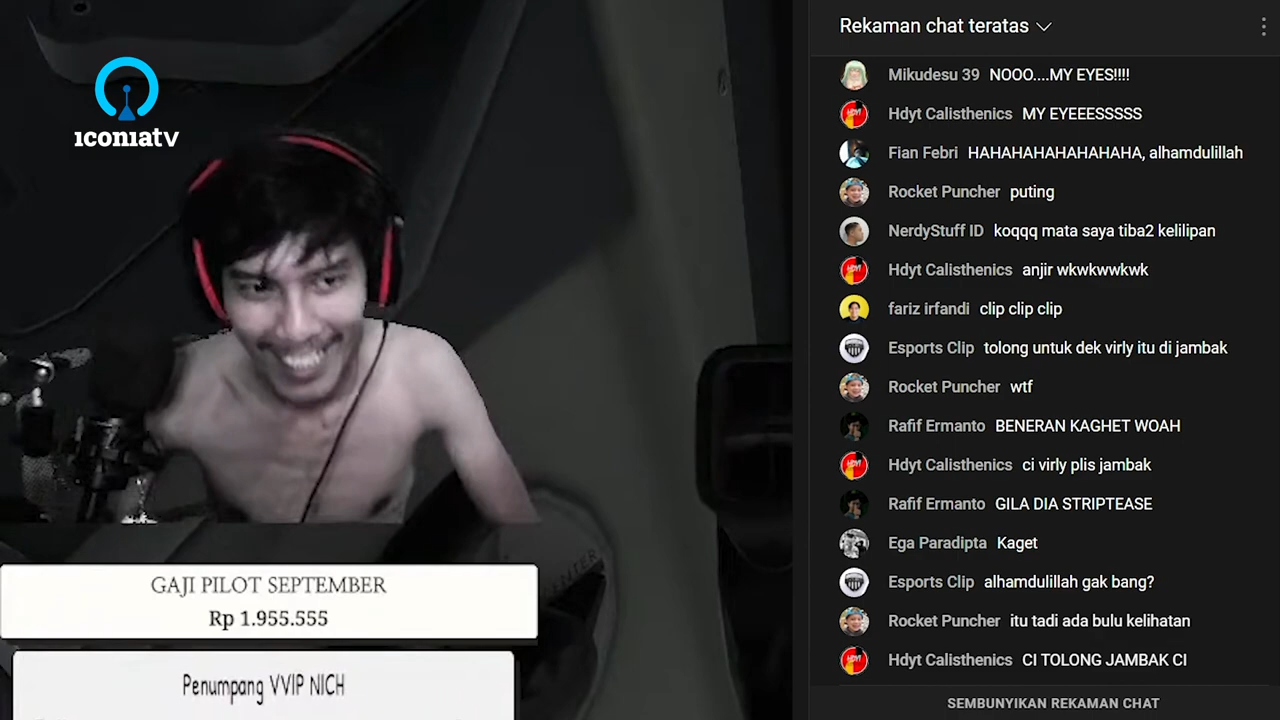 ıconıatv
GAJI PILOT SEPTEMBER
Rp 1.955.555
Penumpang VVIP NICH
Rekaman chat teratas
Mikudesu 39 NOOO....MY EYES!!!!
Hdyt Calisthenics MY EYEEESSSSS
Fian Febri HAHAHAHAHAHAHA, alhamdulillah
Rocket Puncher puting
NerdyStuff ID koqqq mata saya tiba2 kelilipan
Hdyt Calisthenics anjir wkwkwwkwk
fariz irfandi clip clip clip
Esports Clip tolong untuk dek virly itu di jambak
Rocket Puncher wtf
Rafif Ermanto BENERAN KAGHET WOAH
Hdyt Calisthenics ci virly plis jambak
Rafif Ermanto GILA DIA STRIPTEASE
Ega Paradipta Kaget
Esports Clip alhamdulillah gak bang?
Rocket Puncher itu tadi ada bulu kelihatan
Hdyt Calisthenics CI TOLONG JAMBAK CI
SEMBUNYIKAN REKAMAN CHAT